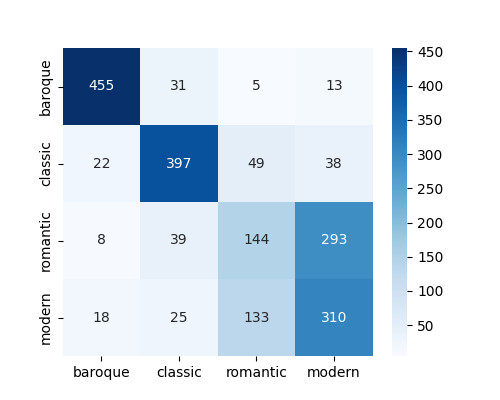 baroque 455 31 5 13
classic 22 397 49 38
romantic 8 39 144 293
modern 18 25 133 310
baroque classic romantic modern
450
400
350
300
250
200
150
100
50